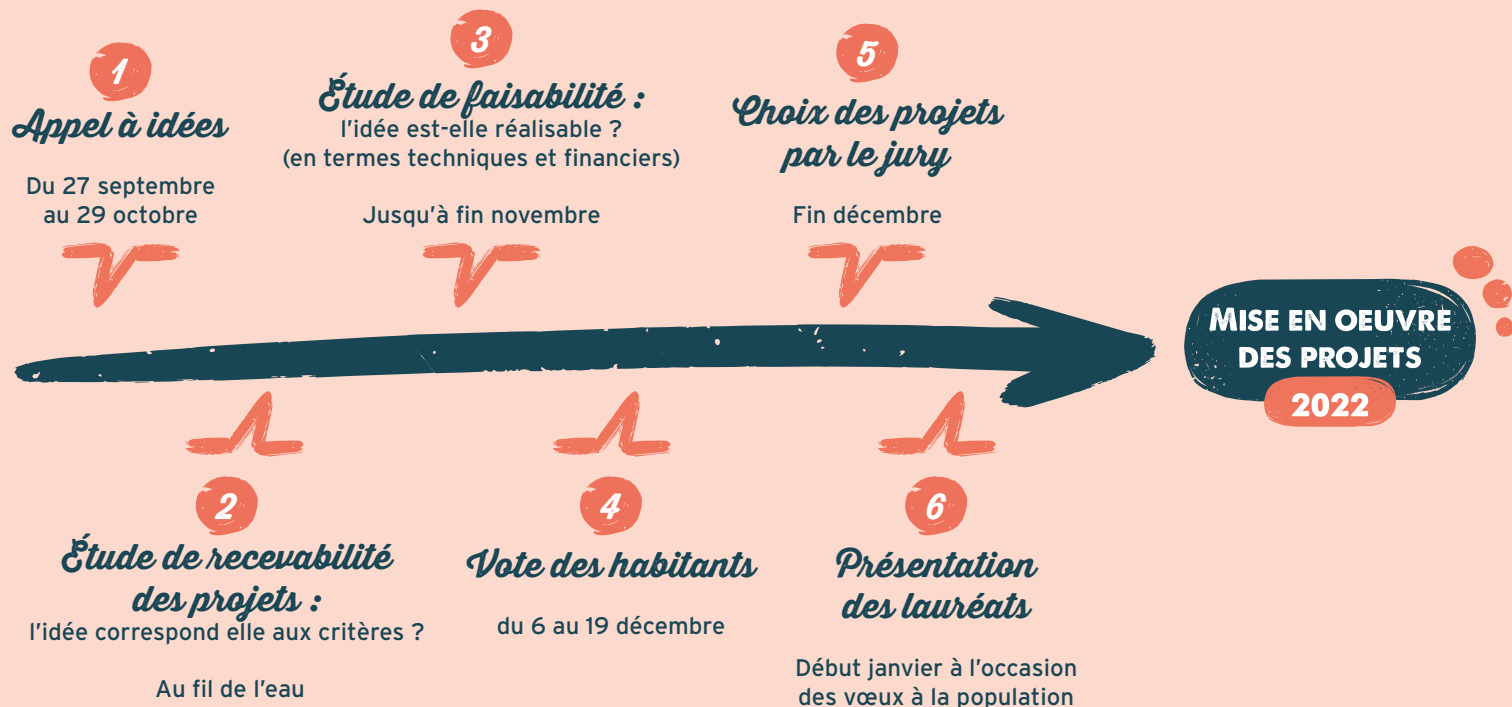 1
Appel à idées
Du 27 septembre
au 29 octobre
2
Étude de recevabilité
des projets :
l'idée correspond elle aux critères ?
Au fil de l'eau
3
Étude de faisabilité :
l'idée est-elle réalisable ?
(en termes techniques et financiers)
Jusqu'à fin novembre
4
Vote des habitants
du 6 au 19 décembre
5
Choix des projets
par le jury
Fin décembre
6
Présentation
des lauréats
Début janvier à l'occasion
des vœux à la population
MISE EN OEUVRE
DES PROJETS
2022